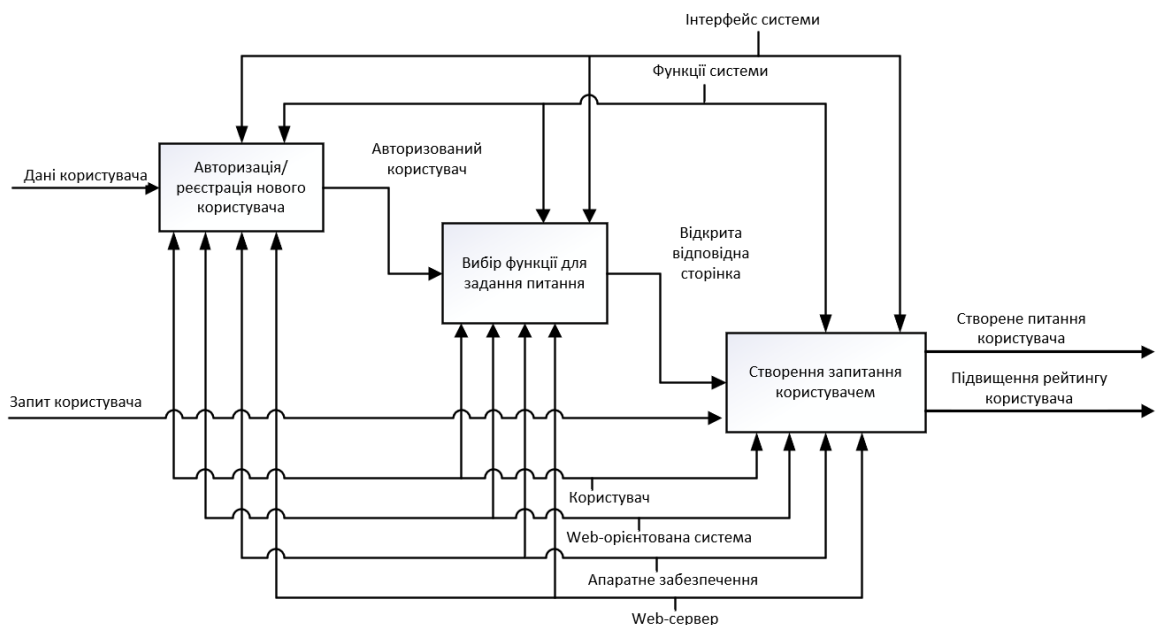 Інтерфейс системи
Функції системи
Дані користувача
Авторизація/
реєстрація нового
користувача
Авторизований
користувач
Вибір функції для
задання питання
Відкрита
відповідна
сторінка
Створене питання
користувача
Створення запитання
користувачем
Підвищення рейтингу
користувача
Запит користувача
Користувач
Web-орієнтована система
Апаратне забезпечення
Web-сервер